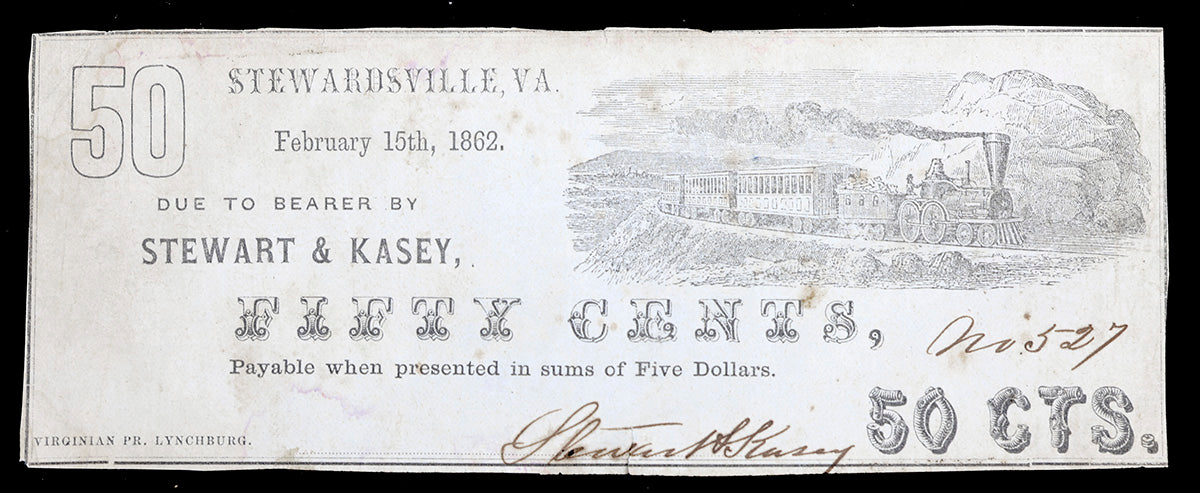 50
STEWARDSVILLE, VA.
February 15th, 1862.
DUE TO BEARER BY
STEWART & KASEY,
FIFTY CENTS,
No. 527
Payable when presented in sums of Five Dollars.
50 CTS.
VIRGINIAN PR. LYNCHBURG.
Stewart & Kasey